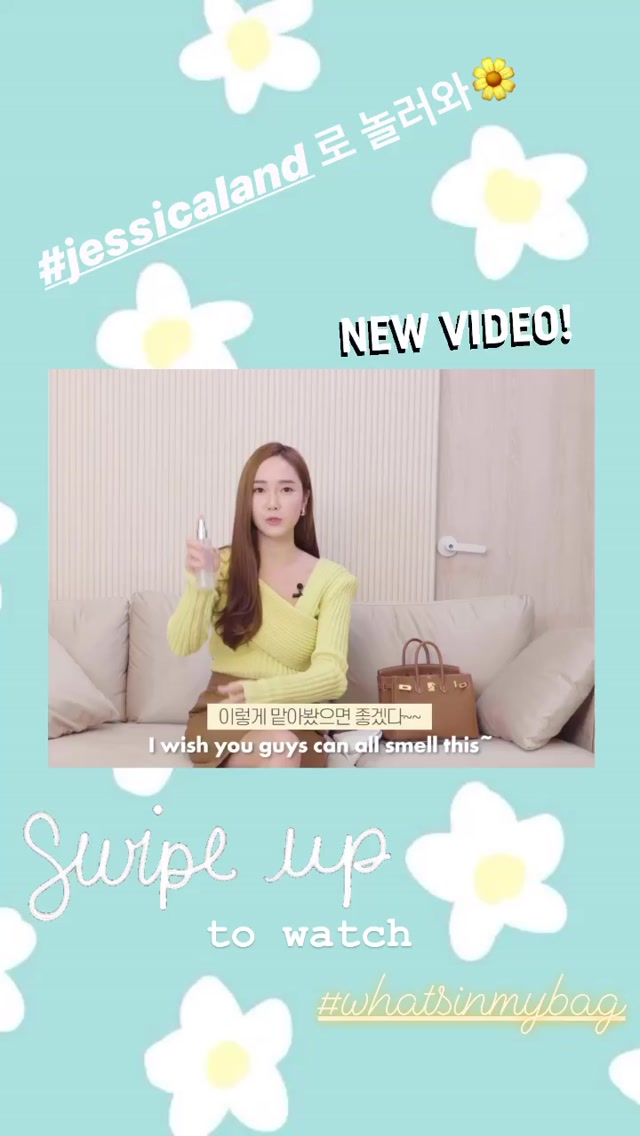 #jessicaland 로 놀러와
NEW VIDEO!
이렇게 맡아봤으면 좋겠다~~
I wish you guys can all smell this~
Swipe up
to watch
#whatsinmybag